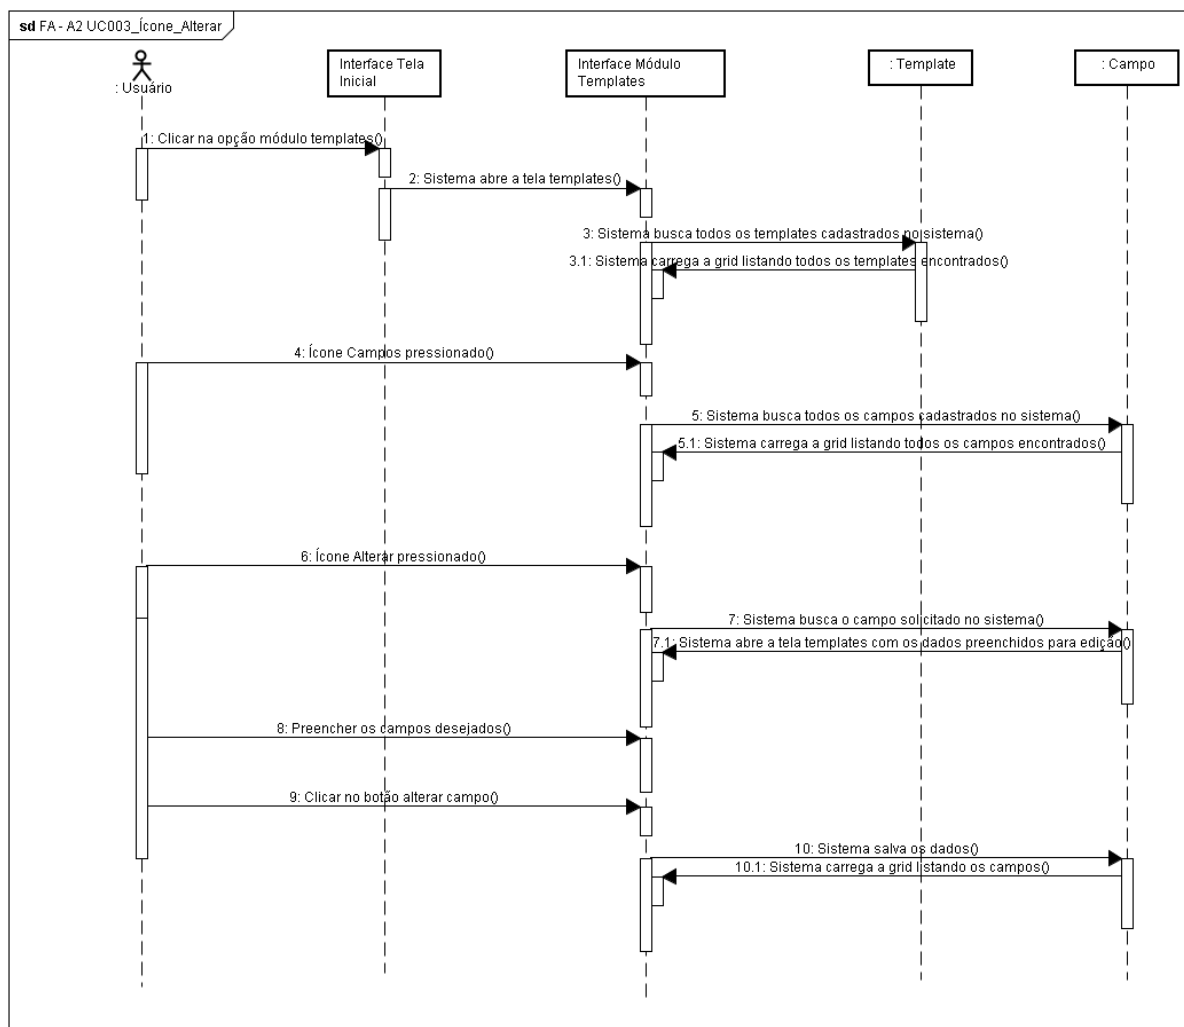 sd FA - A2 UC003_Ícone_Alterar
: Usuário
Interface Tela
Inicial
Interface Módulo
Templates
: Template
: Campo
1: Clicar na opção módulo templates()
2: Sistema abre a tela templates()
3: Sistema busca todos os templates cadastrados no sistema()
3.1: Sistema carrega a grid listando todos os templates encontrados()
4: Ícone Campos pressionado()
5: Sistema busca todos os campos cadastrados no sistema()
5.1: Sistema carrega a grid listando todos os campos encontrados()
6: Ícone Alterar pressionado()
7: Sistema busca o campo solicitado no sistema()
7.1: Sistema abre a tela templates com os dados preenchidos para edição()
8: Preencher os campos desejados()
9: Clicar no botão alterar campo()
10: Sistema salva os dados()
10.1: Sistema carrega a grid listando os campos()